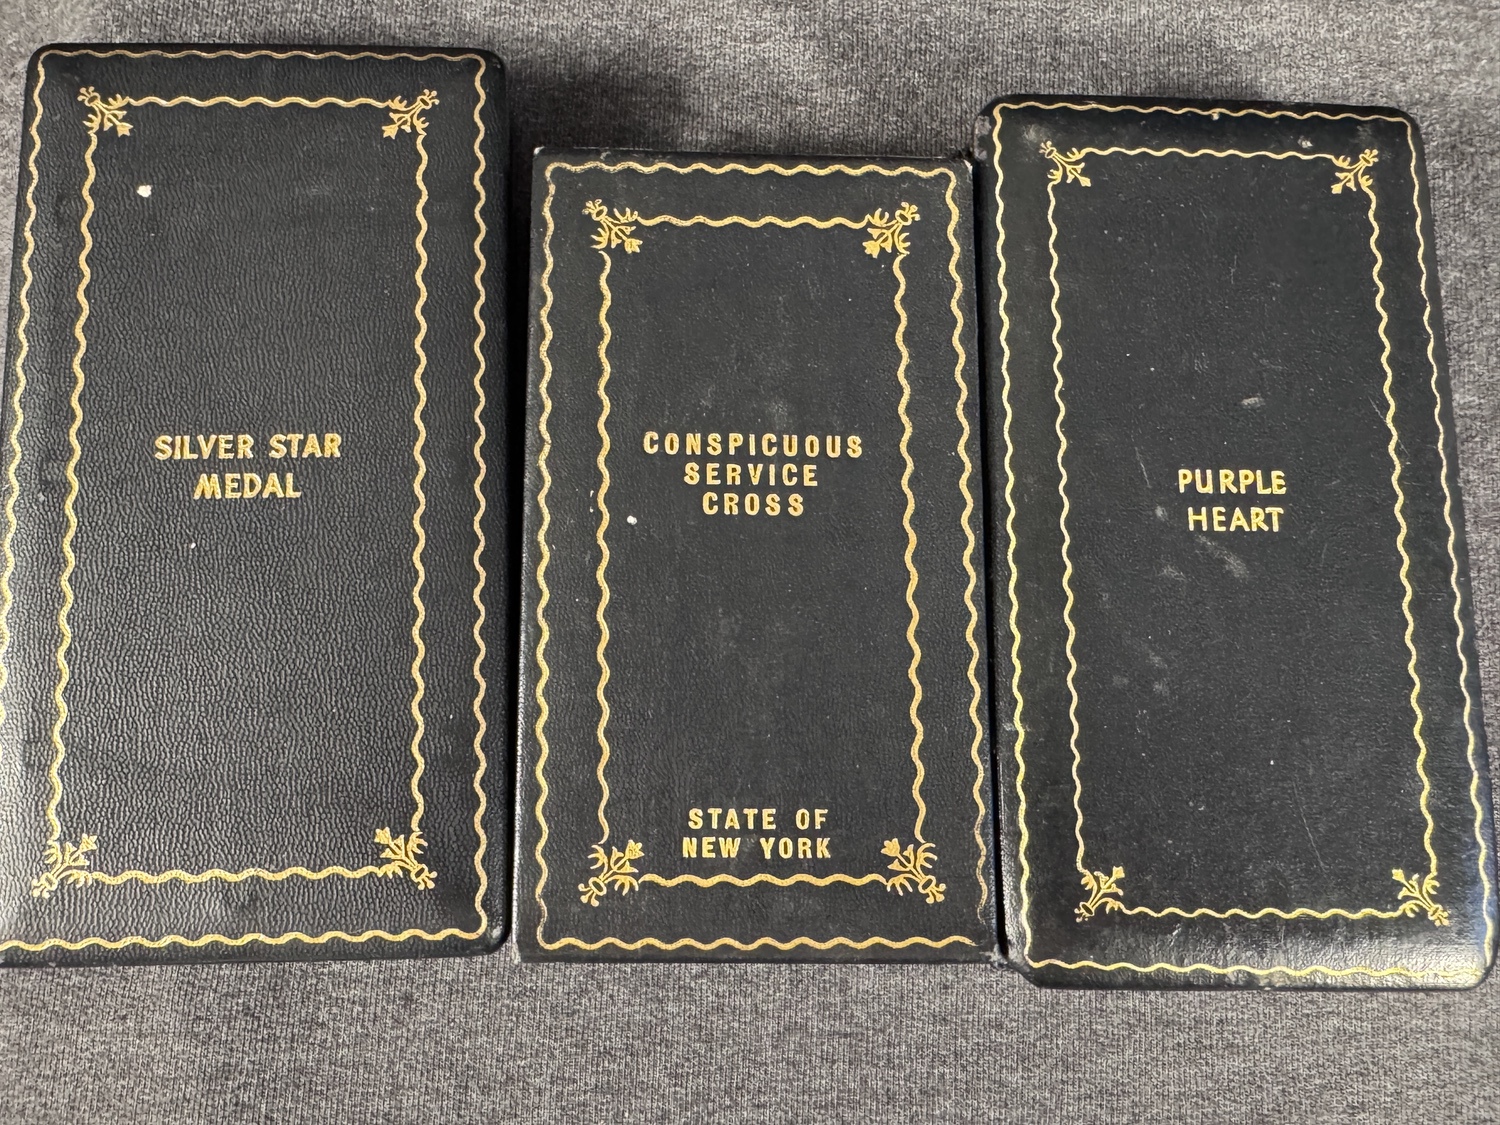 SILVER STAR
MEDAL
CONSPICUOUS
SERVICE
CROSS
STATE OF
NEW YORK
PURPLE
HEART